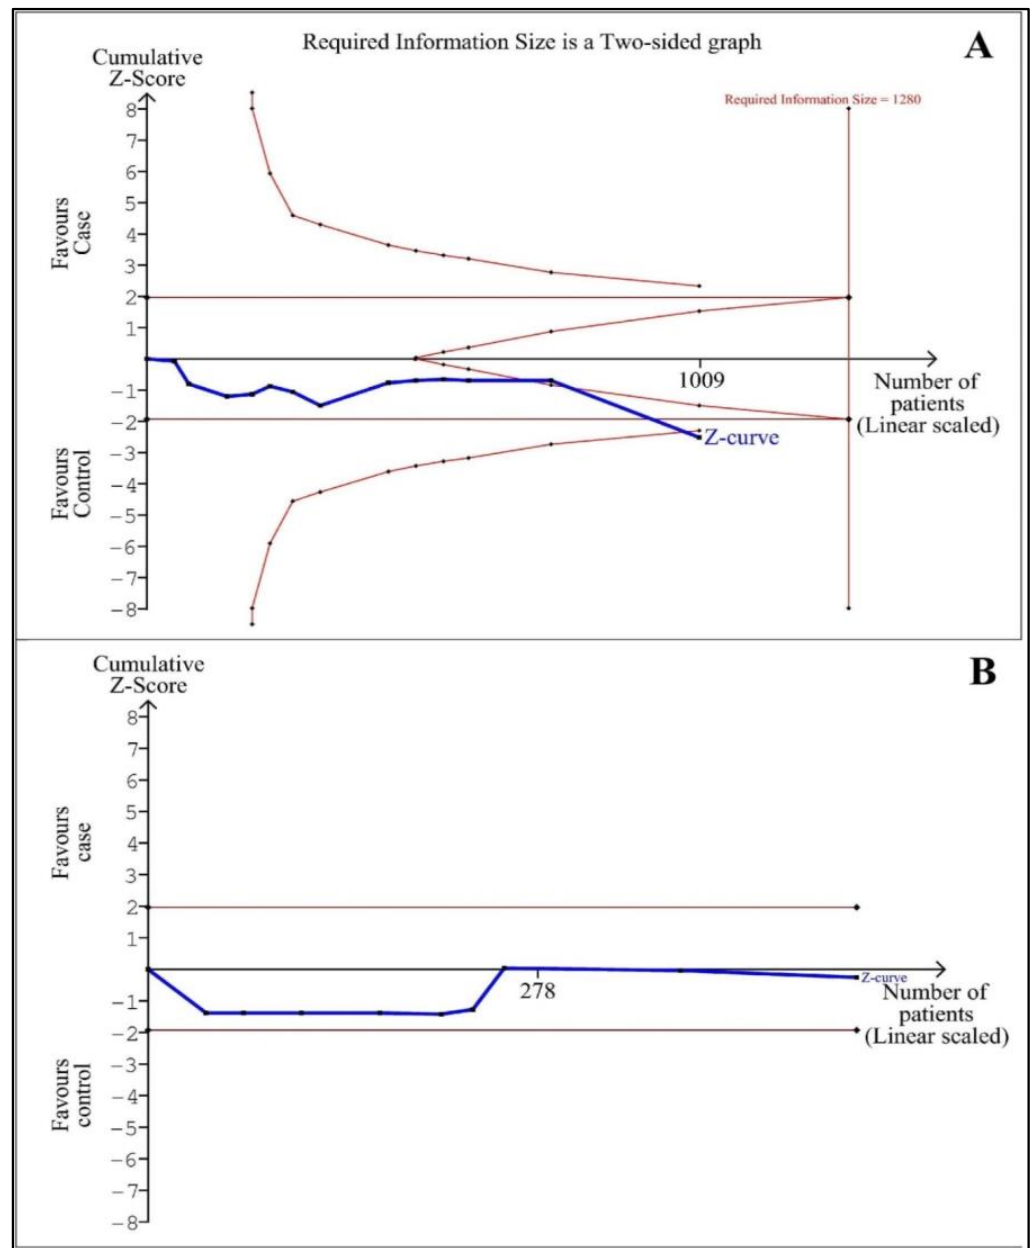 Required Information Size is a Two-sided graph
A
Cumulative
Z-Score
Required Information Size = 1280
8
7
6
5
4
3
2
1
-1
-2
-3
-4
-5
-6
-7
-8
Favours
Case
Favours
Control
1009
Number of
patients
(Linear scaled)
Z-curve
B
Cumulative
Z-Score
8
7
6
5
4
3
2
1
-1
-2
-3
-4
-5
-6
-7
-8
Favours
case
Favours
control
278
Z-curve
Number of
patients
(Linear scaled)